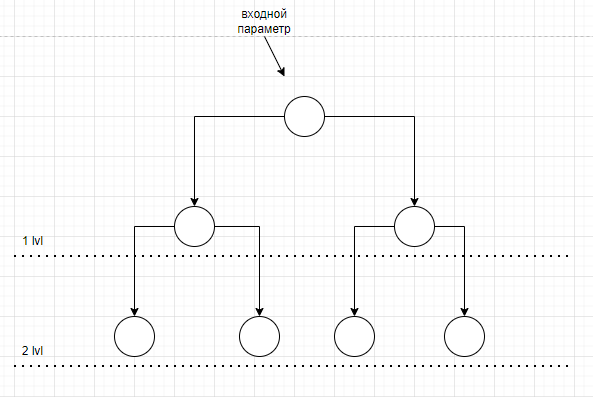 входной
параметр
1 lvl
2 lvl